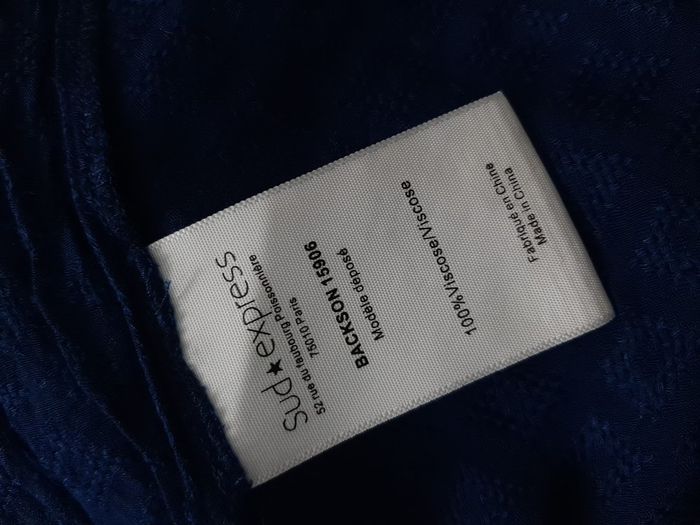 sud★express
52 rue du faubourg Poissonnière
75010 Paris
BACKSON 15906
Modèle déposé
100%Viscose/Viscose
Fabriqué en Chine
Made in China